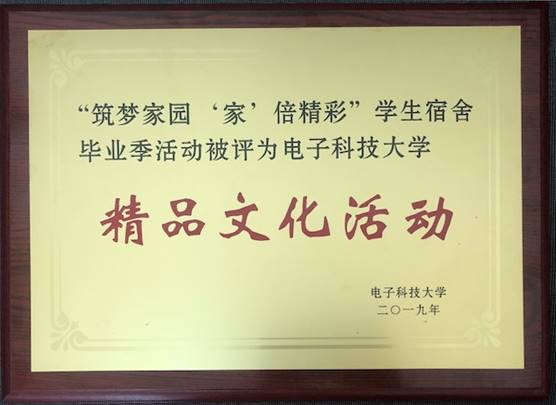 “筑梦家园‘家’倍精彩”学生宿舍
毕业季活动被评为电子科技大学
精品文化活动
电子科技大学
二〇一九年